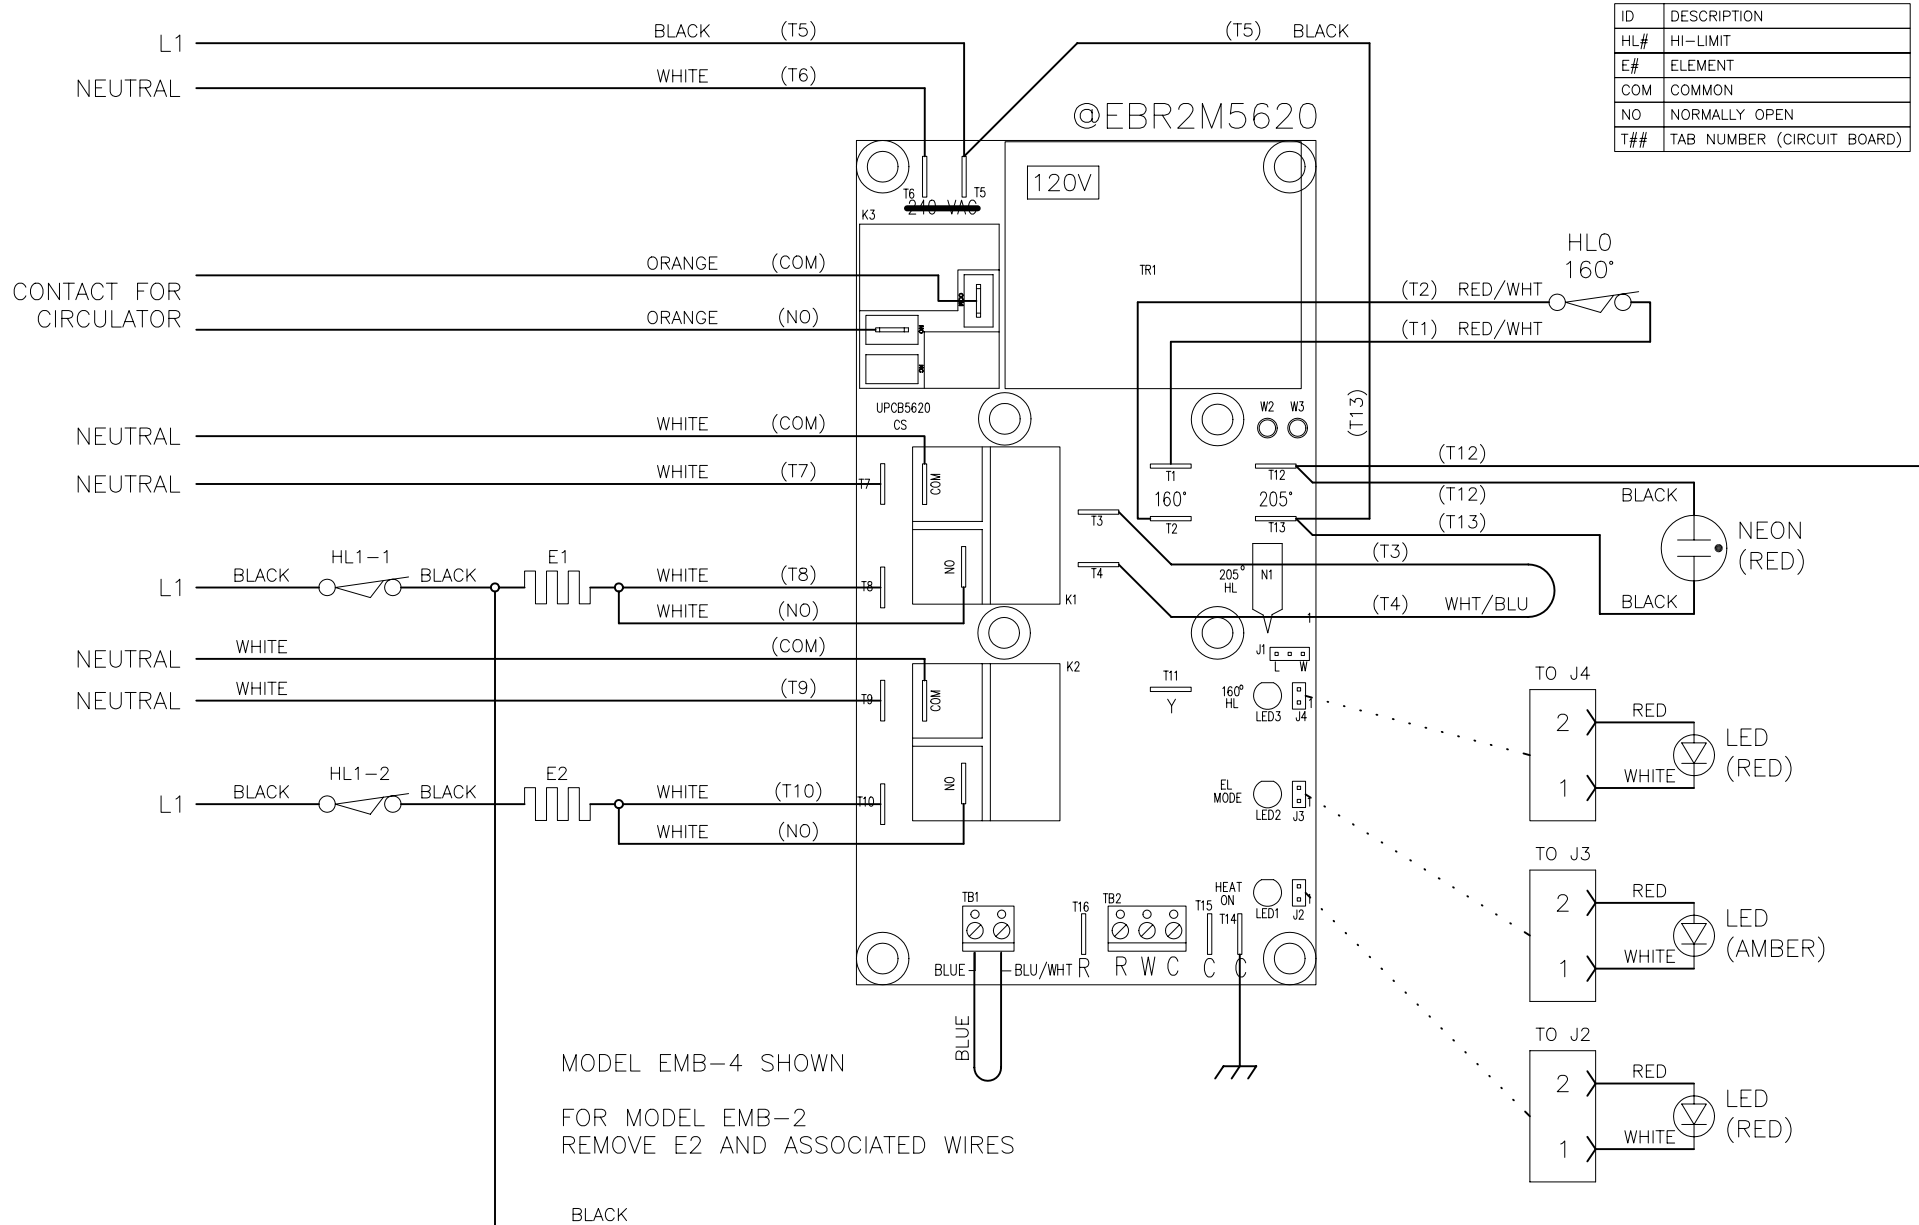 ID DESCRIPTION
HL# HI-LIMIT
E# ELEMENT
COM COMMON
NO NORMALLY OPEN
T## TAB NUMBER (CIRCUIT BOARD)
L1 BLACK (T5)
(T5) BLACK
NEUTRAL WHITE (T6)
@EBR2M5620
120V
T6 T5
240 VAC
K3
TR1
CONTACT FOR
CIRCULATOR
ORANGE (COM)
ORANGE (NO)
COM
NO
HL0
160°
(T2) RED/WHT
(T1) RED/WHT
(T13)
UPCB5620
CS
W2 W3
NEUTRAL WHITE (COM)
NEUTRAL WHITE (T7)
T7 COM
T1 T12
160° 205°
T2 T13
T3
T4
(T12)
(T12) BLACK
(T13)
NEON
(RED)
BLACK
(T3)
(T4) WHT/BLU
205°
HL
N1
1
HL1-1 E1
L1 BLACK BLACK WHITE (T8)
WHITE (NO)
T8 NO
K1
NEUTRAL WHITE (COM)
NEUTRAL WHITE (T9)
T9 COM
K2
T11
Y
J1
L W
160°
HL
LED3 J4
1
HL1-2 E2
L1 BLACK BLACK WHITE (T10)
WHITE (NO)
T10 NO
EL
MODE
LED2 J3
1
HEAT
ON
LED1 J2
1
TB1 T16 TB2 T15 T14
BLUE BLU/WHT R R W C C C
BLUE
TO J4
2 RED
1 WHITE
LED
(RED)
TO J3
2 RED
1 WHITE
LED
(AMBER)
TO J2
2 RED
1 WHITE
LED
(RED)
MODEL EMB-4 SHOWN
FOR MODEL EMB-2
REMOVE E2 AND ASSOCIATED WIRES
BLACK